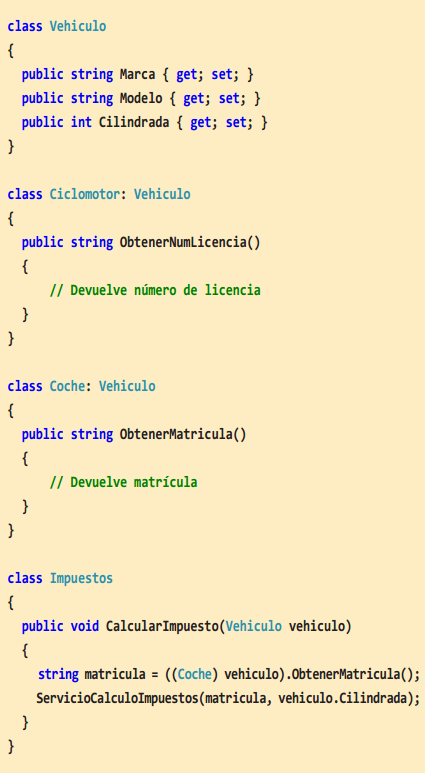 class Vehiculo
{
public string Marca { get; set; }
public string Modelo { get; set; }
public int Cilindrada { get; set; }
}
class Ciclomotor: Vehiculo
{
public string ObtenerNumLicencia()
{
// Devuelve número de licencia
}
}
class Coche: Vehiculo
{
public string ObtenerMatricula()
{
// Devuelve matrícula
}
}
class Impuestos
{
public void CalcularImpuesto(Vehiculo vehiculo)
{
string matricula = ((Coche) vehiculo).ObtenerMatricula();
ServicioCalculoImpuestos(matricula, vehiculo.Cilindrada);
}
}